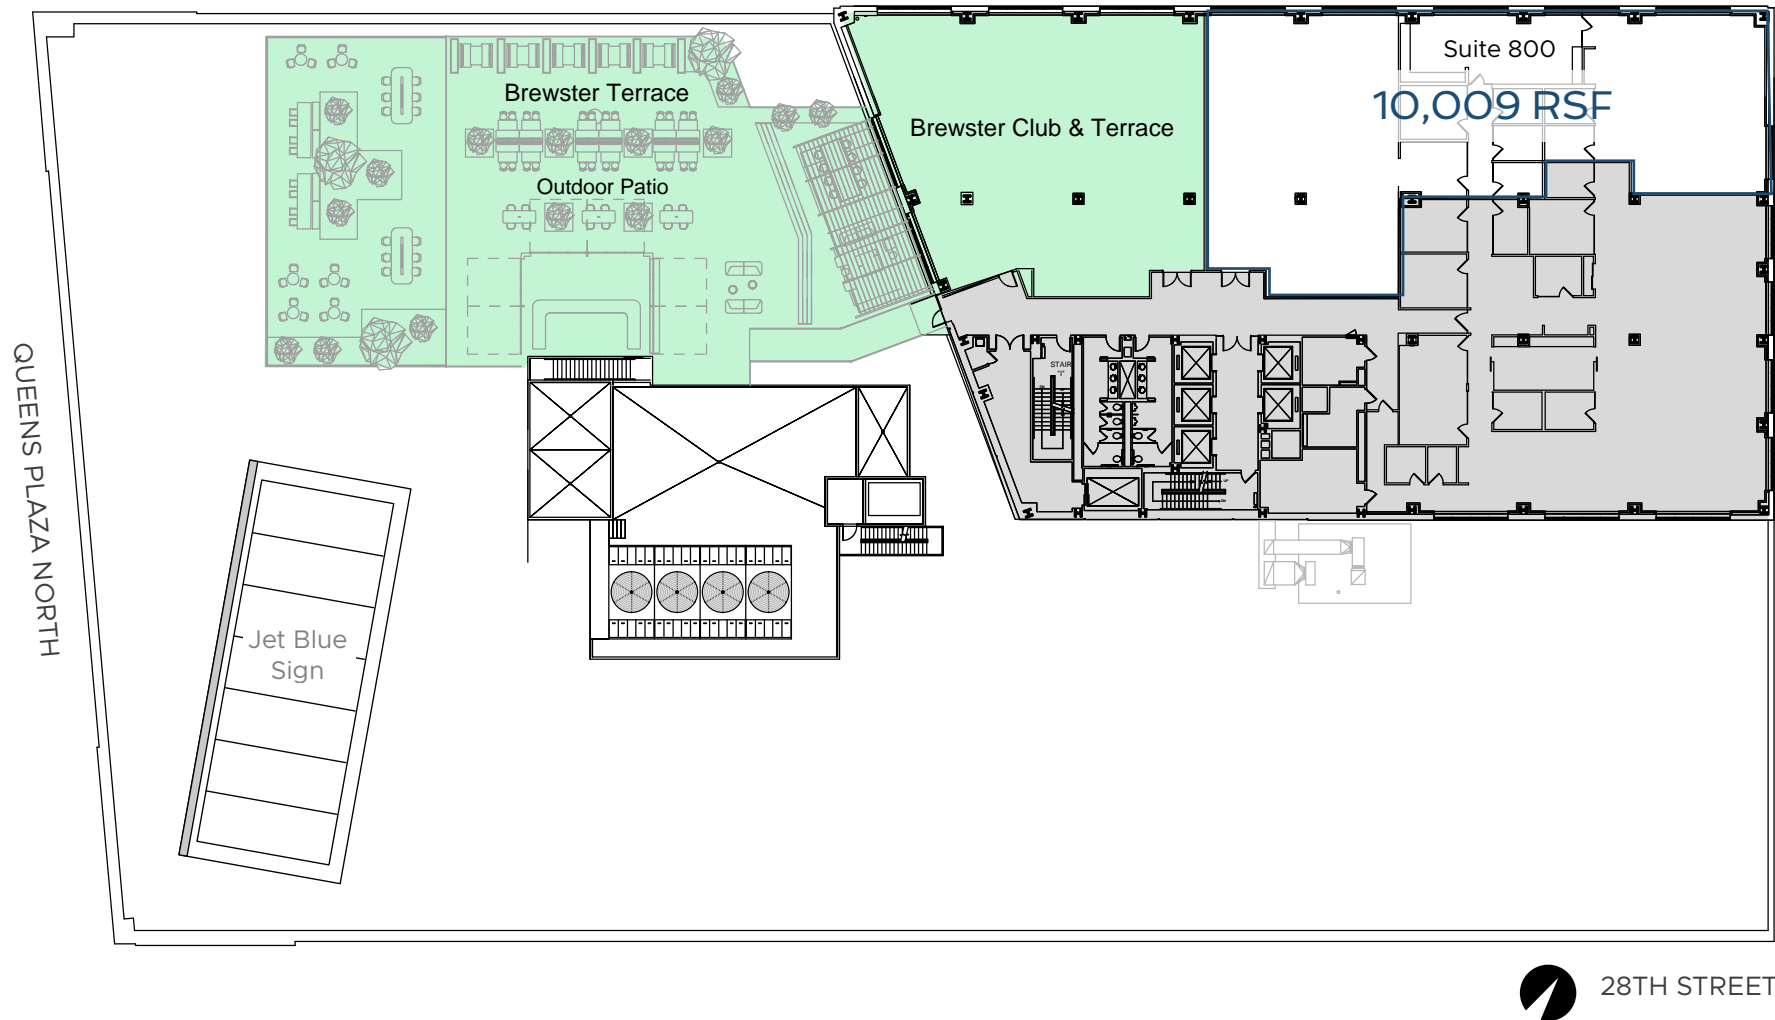 Suite 800
10,009 RSF
Brewster Terrace
Brewster Club & Terrace
Outdoor Patio
STAIR
UP
QUEENS PLAZA NORTH
Jet Blue
Sign
28TH STREET